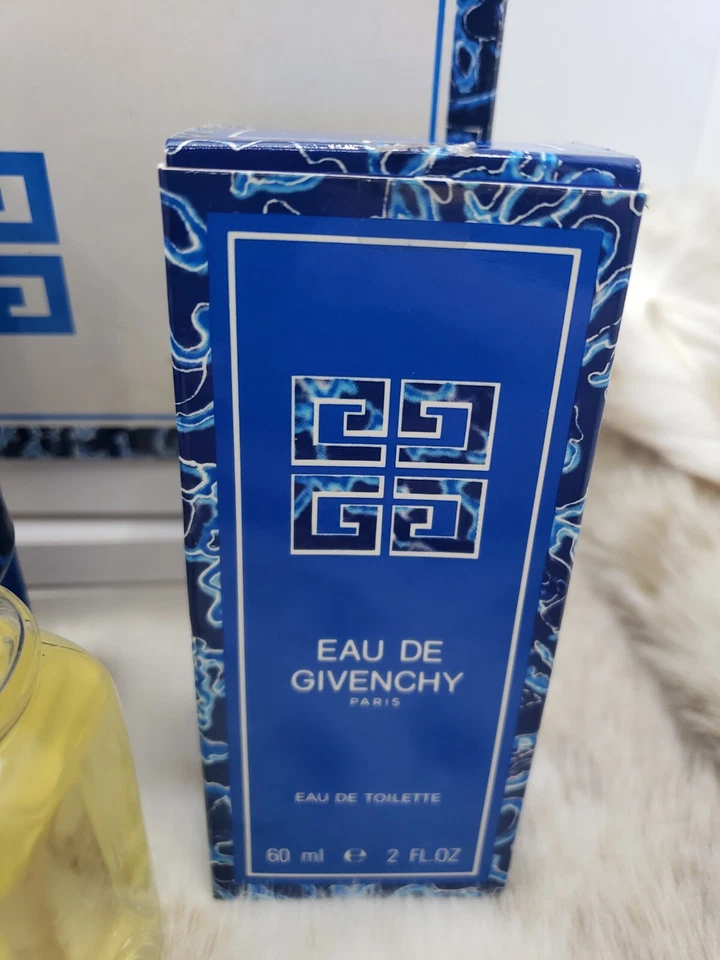 EAU DE
GIVENCHY
PARIS
EAU DE TOILETTE
60 ml ℮ 2 FL.OZ